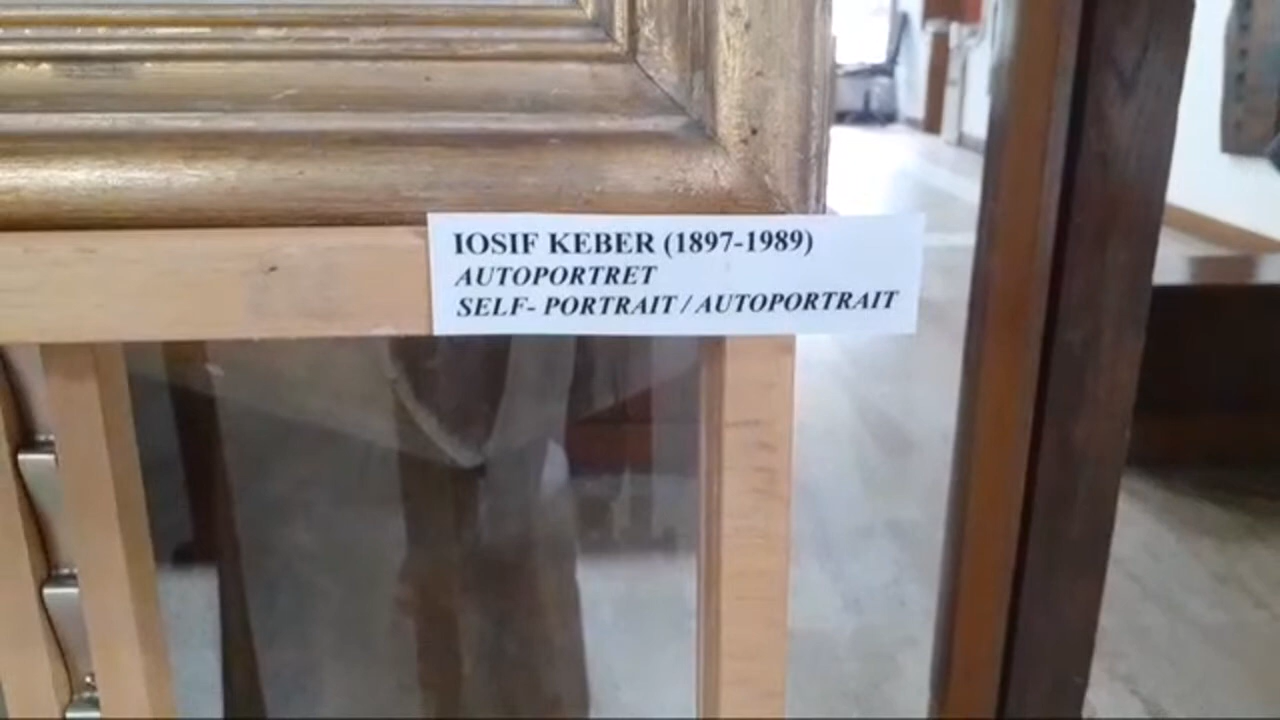 IOSIF KEBER (1897-1989)
AUTOPORTRET
SELF- PORTRAIT / AUTOPORTRAIT